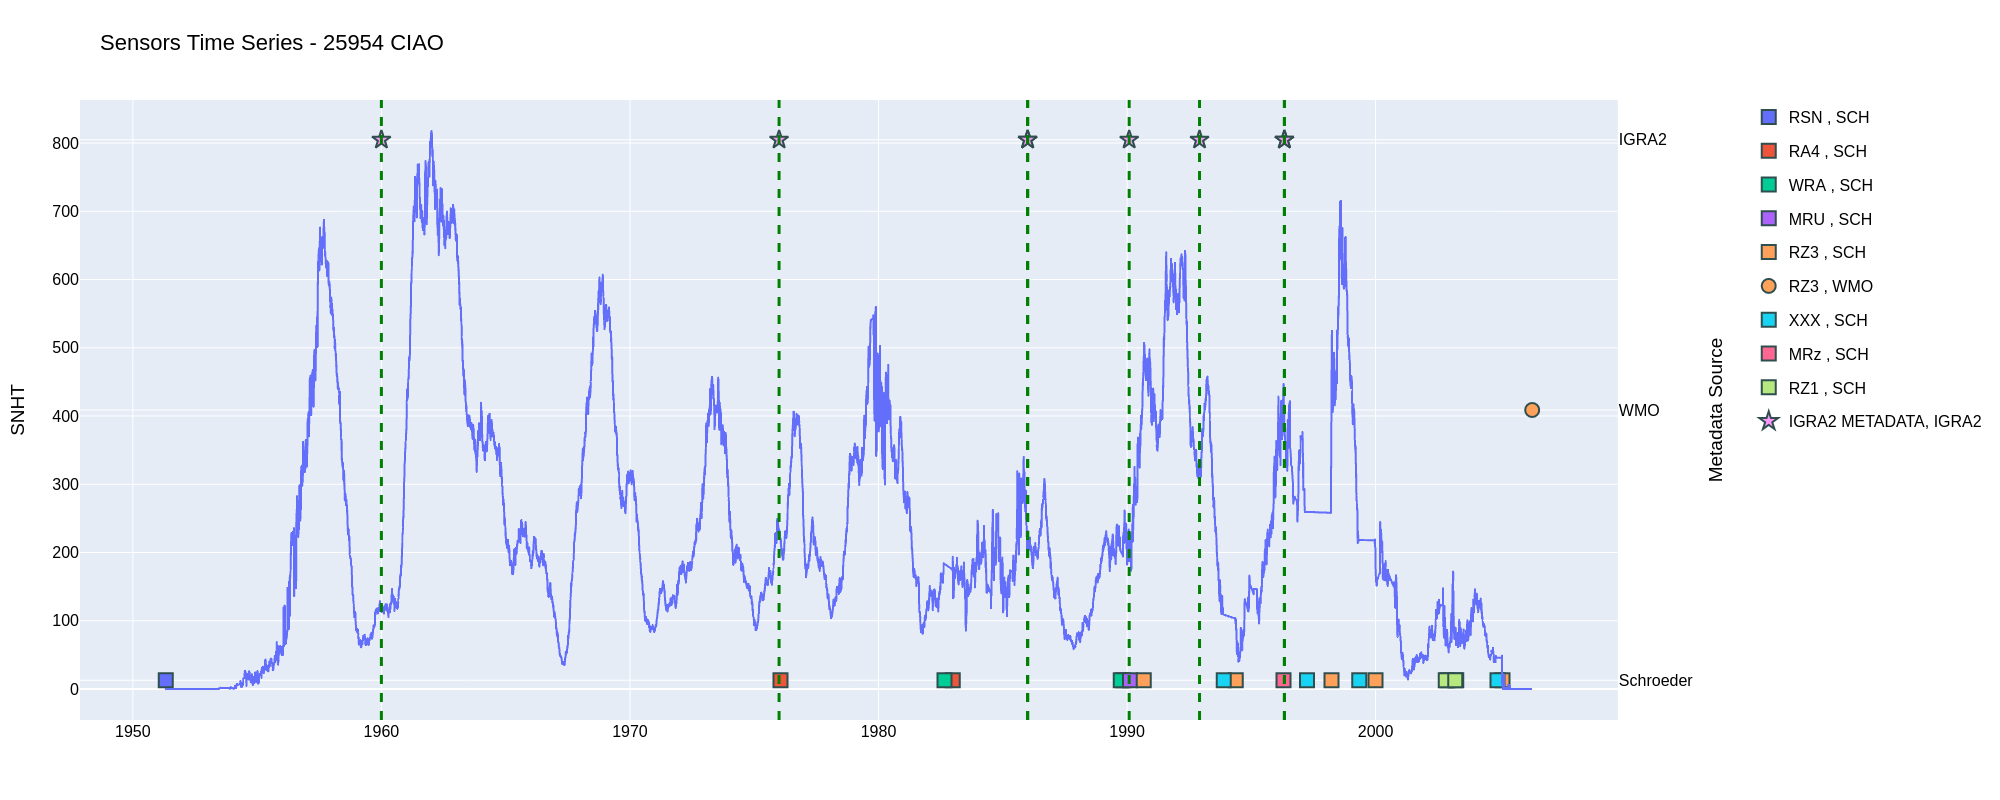 Sensors Time Series - 25954 CIAO
SNHT
800
700
600
500
400
300
200
100
0
1950
1960
1970
1980
1990
2000
IGRA2
WMO
Schroeder
Metadata Source
RSN , SCH
RA4 , SCH
WRA , SCH
MRU , SCH
RZ3 , SCH
RZ3 , WMO
XXX , SCH
MRz , SCH
RZ1 , SCH
IGRA2 METADATA, IGRA2